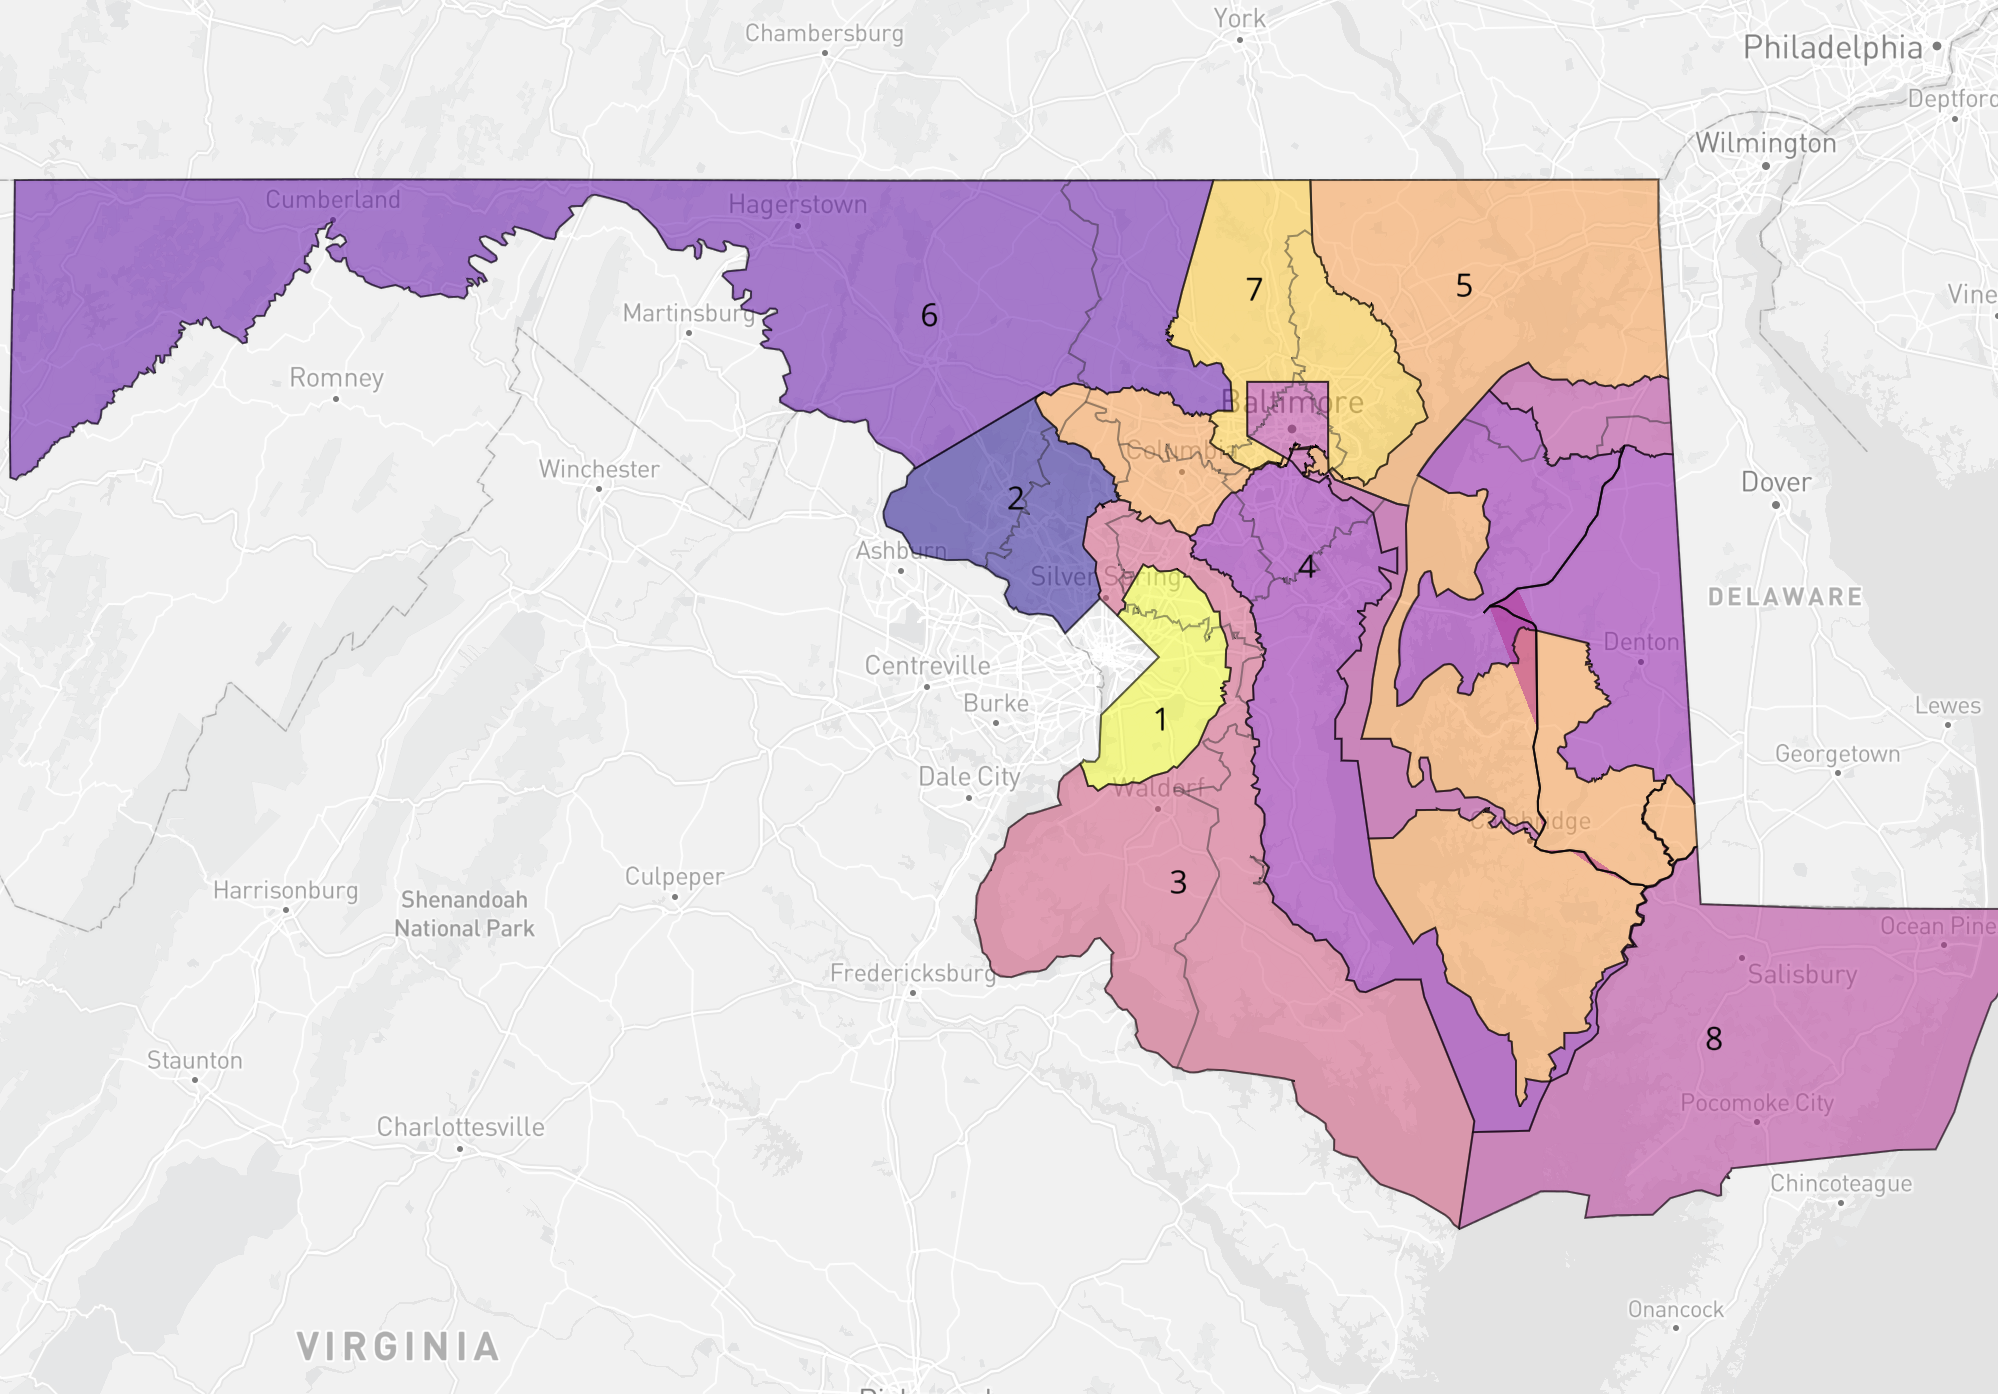 York
Chambersburg
Philadelphia
Deptford
Wilmington
Cumberland
Hagerstown
7
5
Vine
6
Martinsburg
Romney
Baltimore
Columbia
Winchester
Dover
2
Ashburn
4
Silver Spring
DELAWARE
Denton
Centreville
Burke
1
Lewes
Georgetown
Dale City
Waldorf
Cambridge
Culpeper
3
Harrisonburg
Shenandoah
National Park
Ocean Pine
Fredericksburg
Salisbury
8
Staunton
Pocomoke City
Charlottesville
Chincoteague
Onancock
VIRGINIA